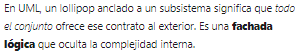 En UML, un lollipop anclado a un subsistema significa que todo
el conjunto ofrece ese contrato al exterior. Es una fachada
lógica que oculta la complejidad interna.